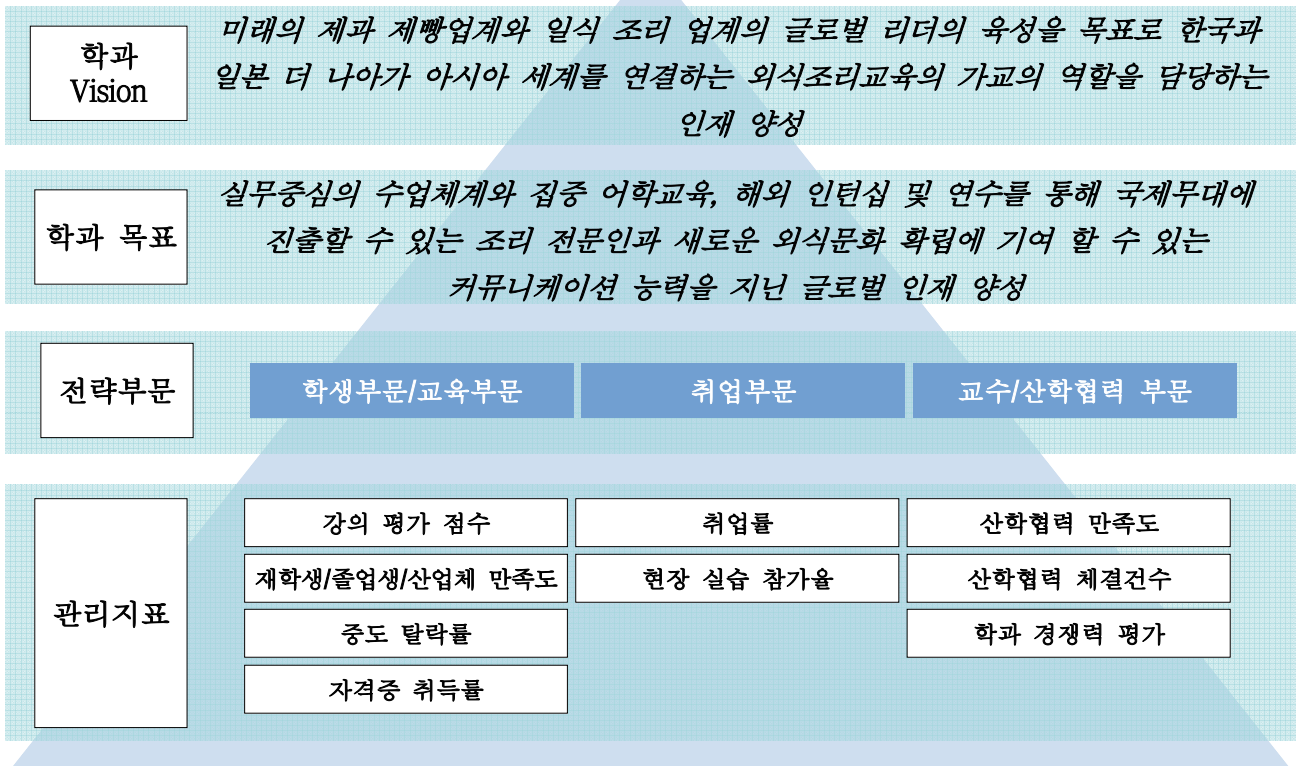 학과
Vision
미래의 제과 제빵업계와 일식 조리 업계의 글로벌 리더의 육성을 목표로 한국과
일본 더 나아가 아시아 세계를 연결하는 외식조리교육의 가교의 역할을 담당하는
인재 양성
학과 목표
실무중심의 수업체계와 집중 어학교육, 해외 인턴십 및 연수를 통해 국제무대에
진출할 수 있는 조리 전문인과 새로운 외식문화 확립에 기여 할 수 있는
커뮤니케이션 능력을 지닌 글로벌 인재 양성
전략부문
학생부문/교육부문
취업부문
교수/산학협력 부문
관리지표
강의 평가 점수
취업률
산학협력 만족도
재학생/졸업생/산업체 만족도
현장 실습 참가율
산학협력 체결건수
중도 탈락률
학과 경쟁력 평가
자격증 취득률